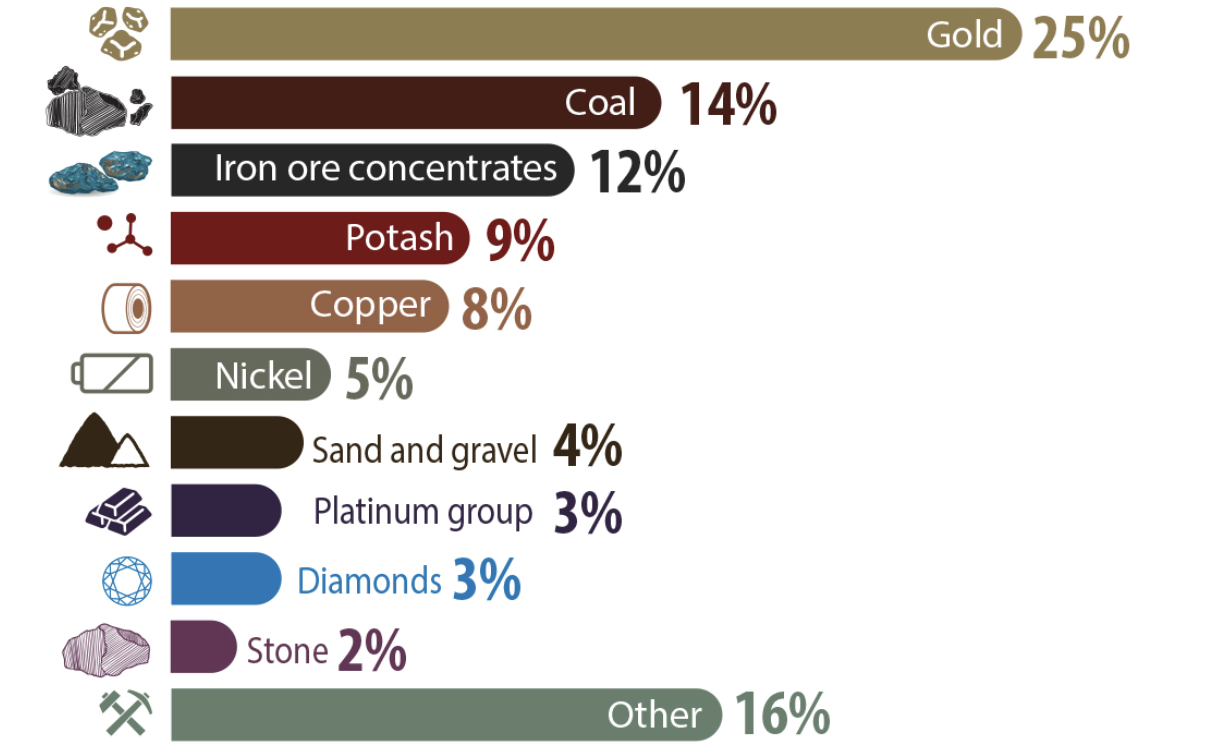 Gold 25%
Coal 14%
Iron ore concentrates 12%
Potash 9%
Copper 8%
Nickel 5%
Sand and gravel 4%
Platinum group 3%
Diamonds 3%
Stone 2%
Other 16%